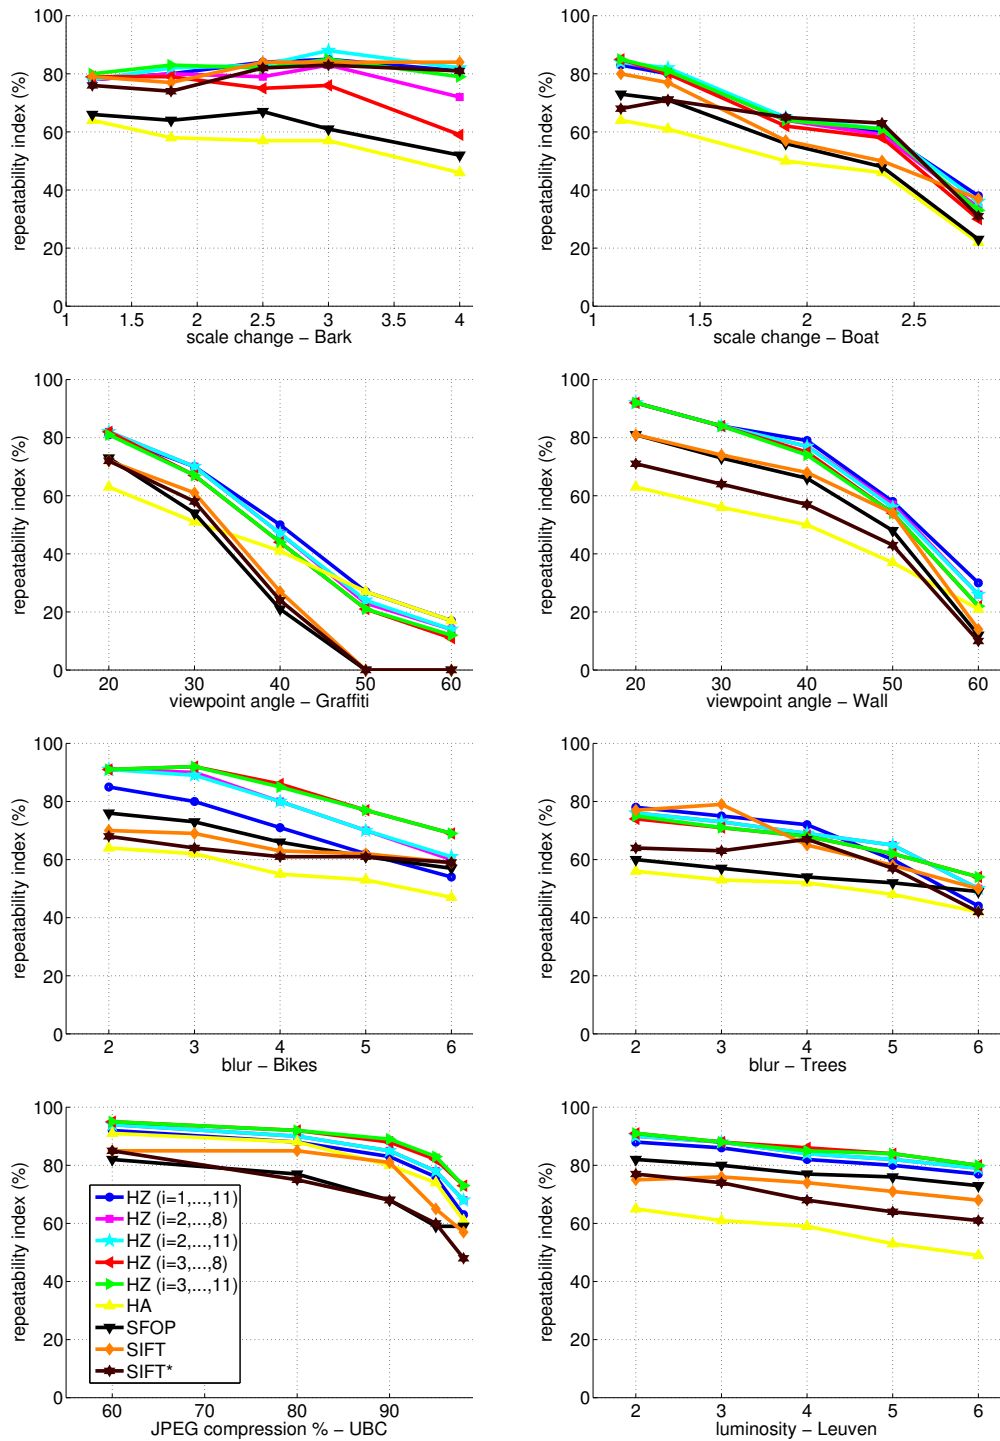 100
80
60
40
20
0
repeatability index (%)
1 1.5 2 2.5 3 3.5 4
scale change − Bark
100
80
60
40
20
0
repeatability index (%)
1 1.5 2 2.5
scale change − Boat
100
80
60
40
20
0
repeatability index (%)
20 30 40 50 60
viewpoint angle − Graffiti
100
80
60
40
20
0
repeatability index (%)
20 30 40 50 60
viewpoint angle − Wall
100
80
60
40
20
0
repeatability index (%)
2 3 4 5 6
blur − Bikes
100
80
60
40
20
0
repeatability index (%)
2 3 4 5 6
blur − Trees
100
80
60
40
20
0
repeatability index (%)
HZ (i=1,...,11)
HZ (i=2,...,8)
HZ (i=2,...,11)
HZ (i=3,...,8)
HZ (i=3,...,11)
HA
SFOP
SIFT
SIFT*
60 70 80 90
JPEG compression % − UBC
100
80
60
40
20
0
repeatability index (%)
2 3 4 5 6
luminosity − Leuven